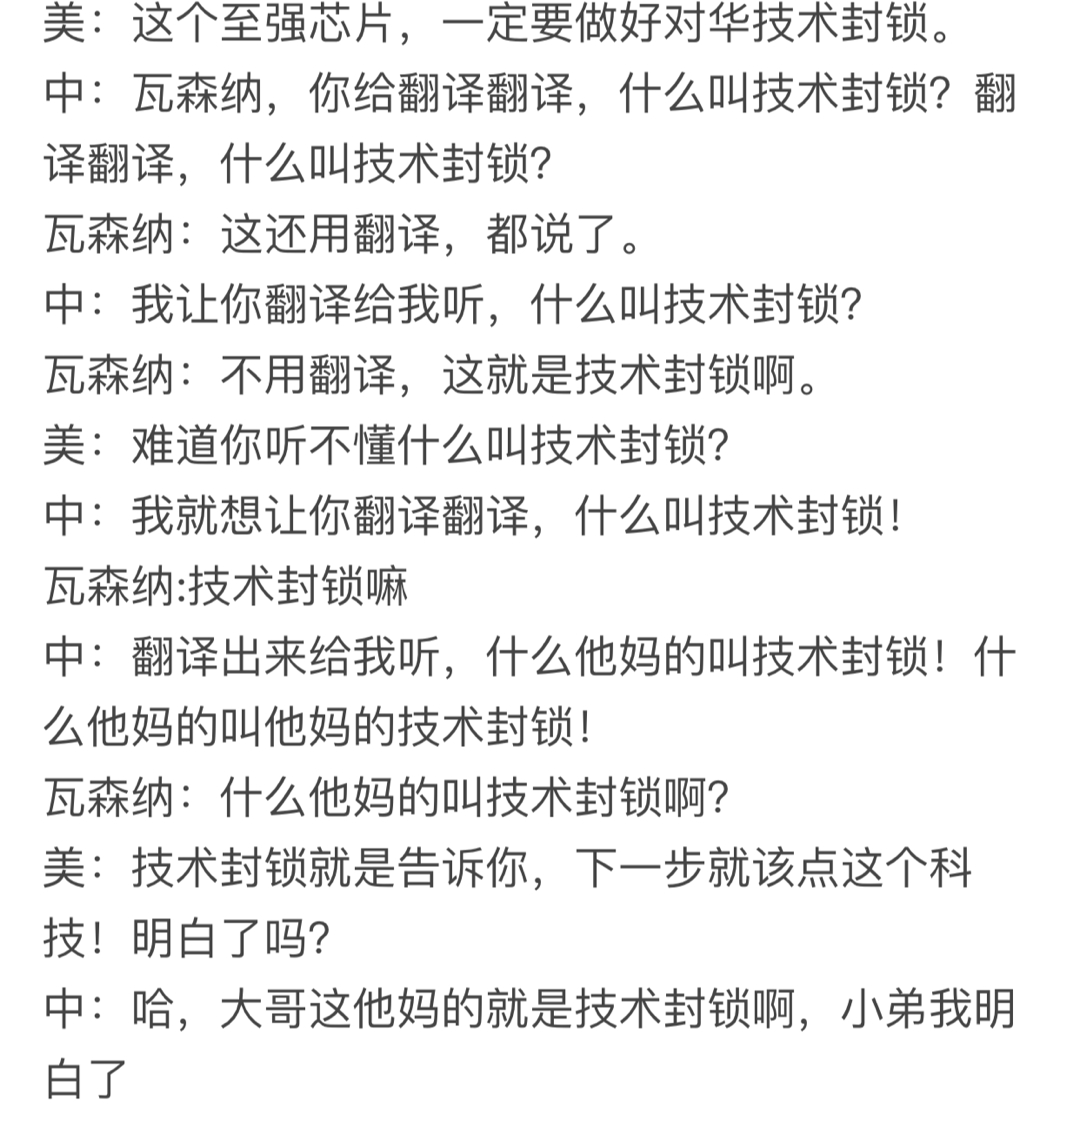 美：这个至强芯片，一定要做好对华技术封锁。
中：瓦森纳，你给翻译翻译，什么叫技术封锁？翻
译翻译，什么叫技术封锁？
瓦森纳：这还用翻译，都说了。
中：我让你翻译给我听，什么叫技术封锁？
瓦森纳：不用翻译，这就是技术封锁啊。
美：难道你听不懂什么叫技术封锁？
中：我就想让你翻译翻译，什么叫技术封锁！
瓦森纳:技术封锁嘛
中：翻译出来给我听，什么他妈的叫技术封锁！什
么他妈的叫他妈的技术封锁！
瓦森纳：什么他妈的叫技术封锁啊？
美：技术封锁就是告诉你，下一步就该点这个科
技！明白了吗？
中：哈，大哥这他妈的就是技术封锁啊，小弟我明
白了